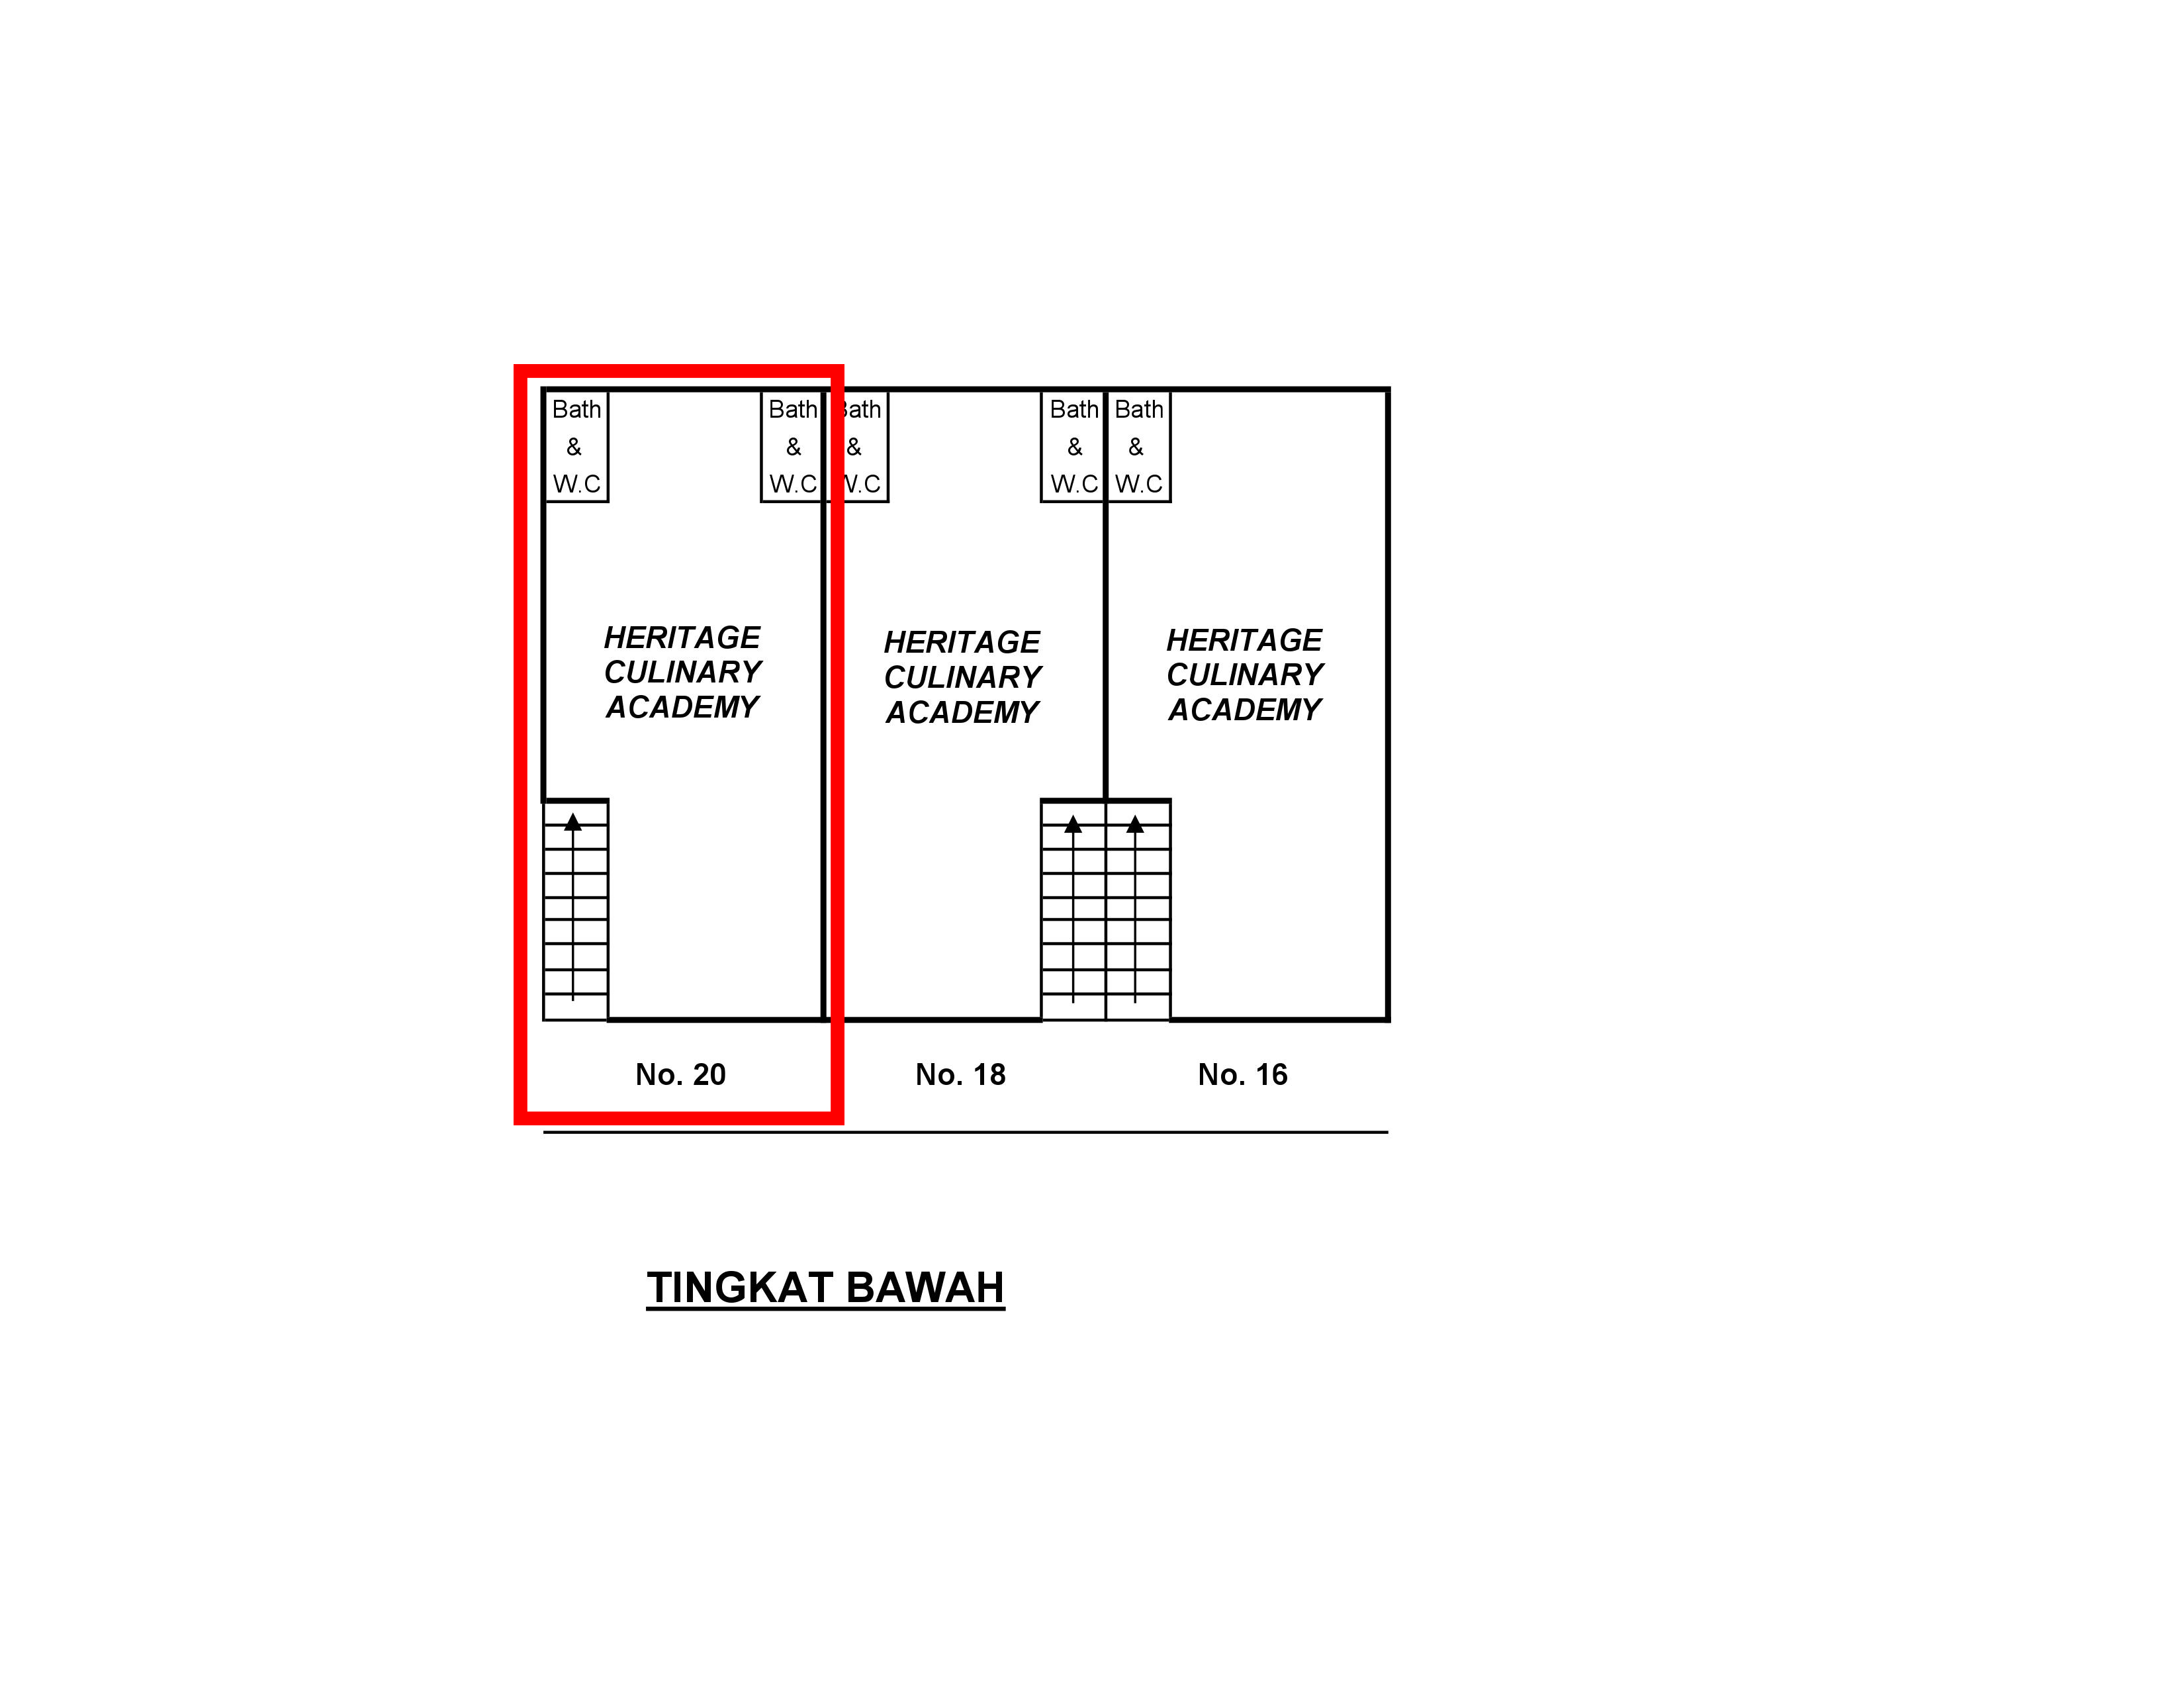 Bath
&
W.C
Bath
&
W.C
Bath
&
W.C
Bath
&
W.C
Bath
&
W.C
HERITAGE
CULINARY
ACADEMY
HERITAGE
CULINARY
ACADEMY
HERITAGE
CULINARY
ACADEMY
No. 20
No. 18
No. 16
TINGKAT BAWAH